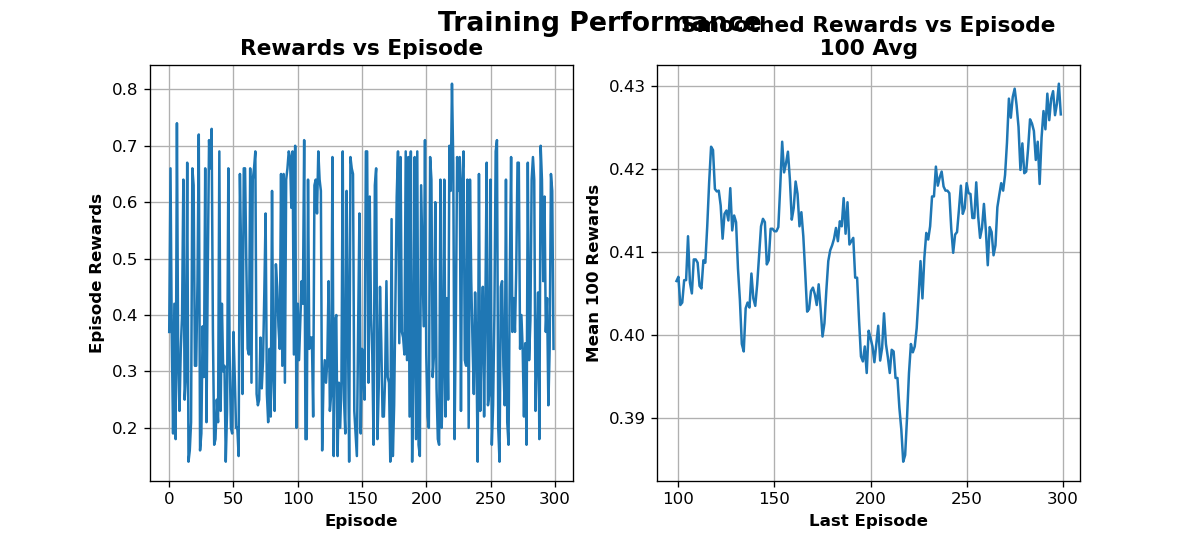 Training Performance
Rewards vs Episode
Smoothed Rewards vs Episode
100 Avg
Episode Rewards
0.8
0.7
0.6
0.5
0.4
0.3
0.2
0 50 100 150 200 250 300
Episode
Mean 100 Rewards
0.43
0.42
0.41
0.40
0.39
100 150 200 250 300
Last Episode